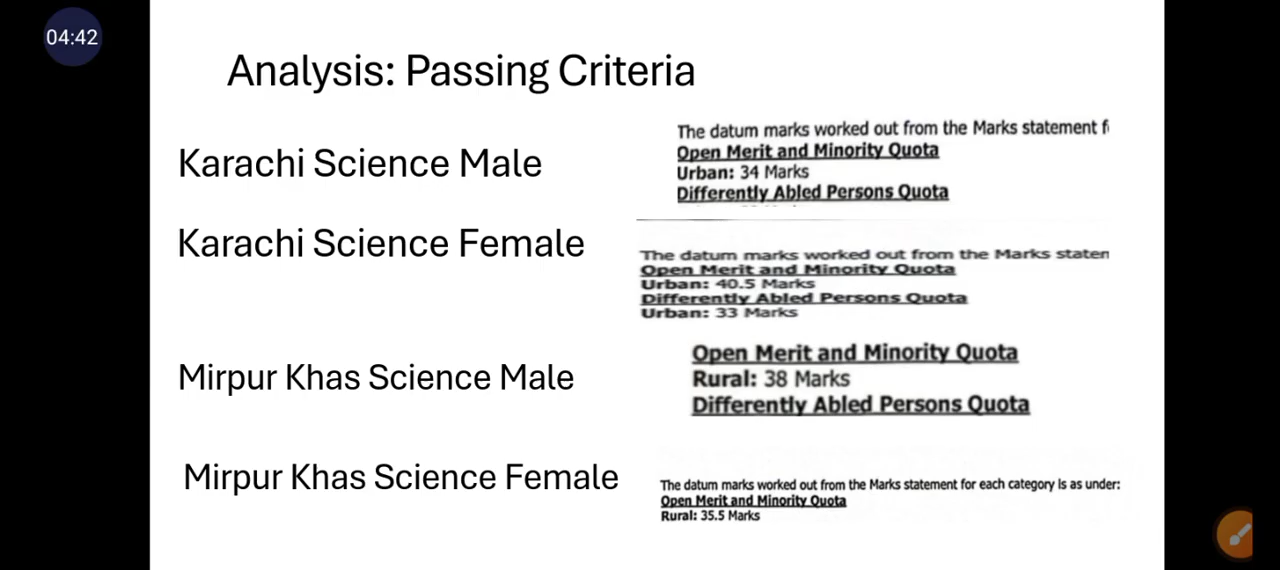 04:42
Analysis: Passing Criteria
Karachi Science Male
The datum marks worked out from the Marks statement
Open Merit and Minority Quota
Urban: 34 Marks
Differently Abled Persons Quota
Karachi Science Female
The datum marks worked out from the Marks
Open Merit and Minority Quota
Urban: 40.5 Marks
Differently Abled Persons Quota
Urban: 33 Marks
Mirpur Khas Science Male
Open Merit and Minority Quota
Rural: 38 Marks
Differently Abled Persons Quota
Mirpur Khas Science Female
The datum marks worked out from the Marks statement for each category is as under:
Open Merit and Minority Quota
Rural: 35.5 Marks